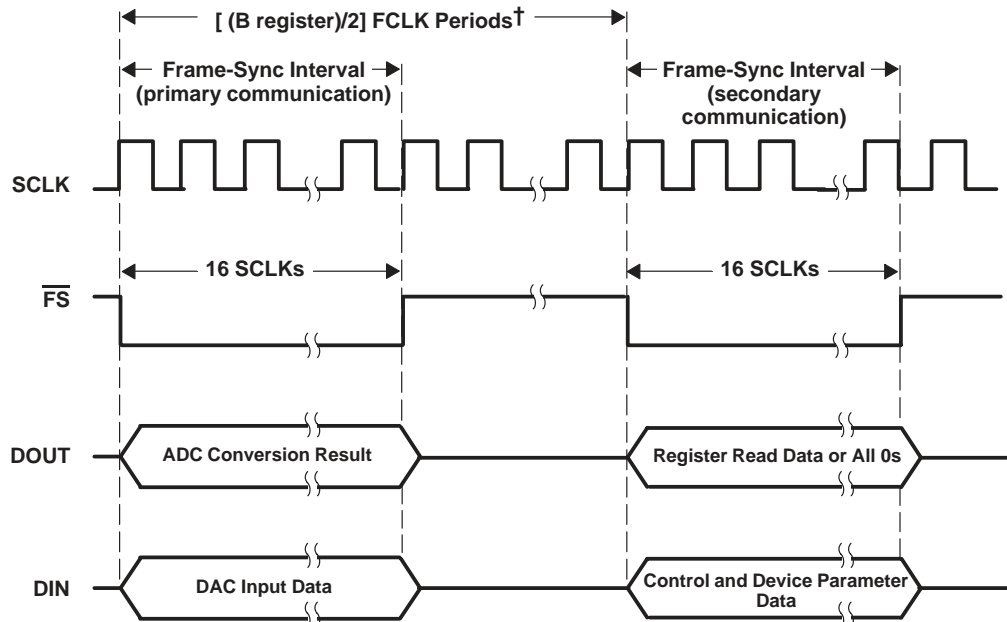 [ (B register)/2] FCLK Periods†
Frame-Sync Interval
(primary communication)
Frame-Sync Interval
(secondary
communication)
SCLK
16 SCLKs
16 SCLKs
FS
DOUT
ADC Conversion Result
Register Read Data or All 0s
DIN
DAC Input Data
Control and Device Parameter
Data